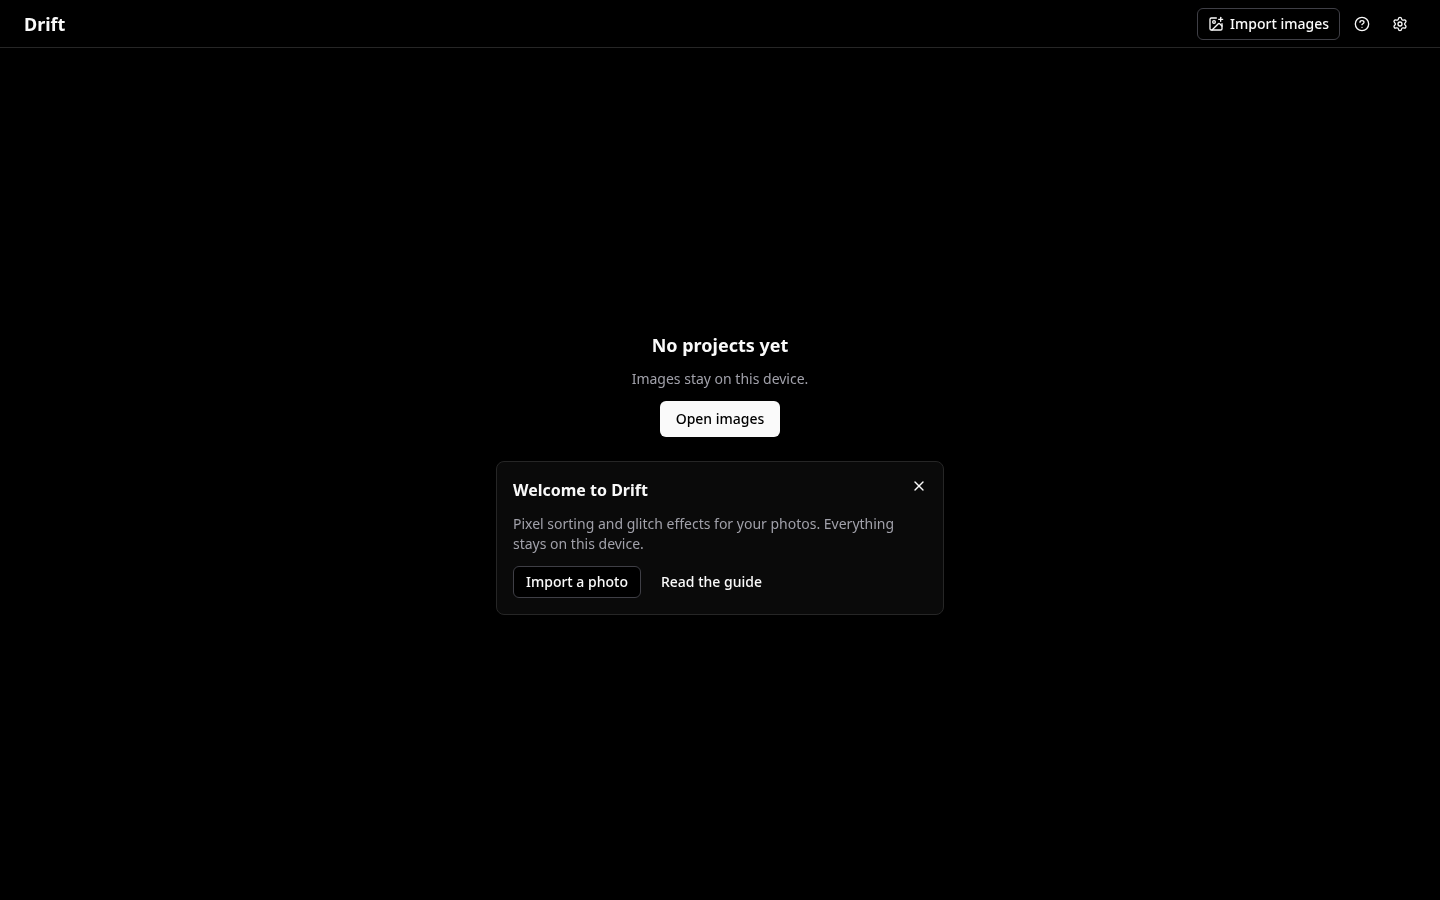 Drift
Import images
No projects yet
Images stay on this device.
Open images
Welcome to Drift
Pixel sorting and glitch effects for your photos. Everything
stays on this device.
Import a photo
Read the guide